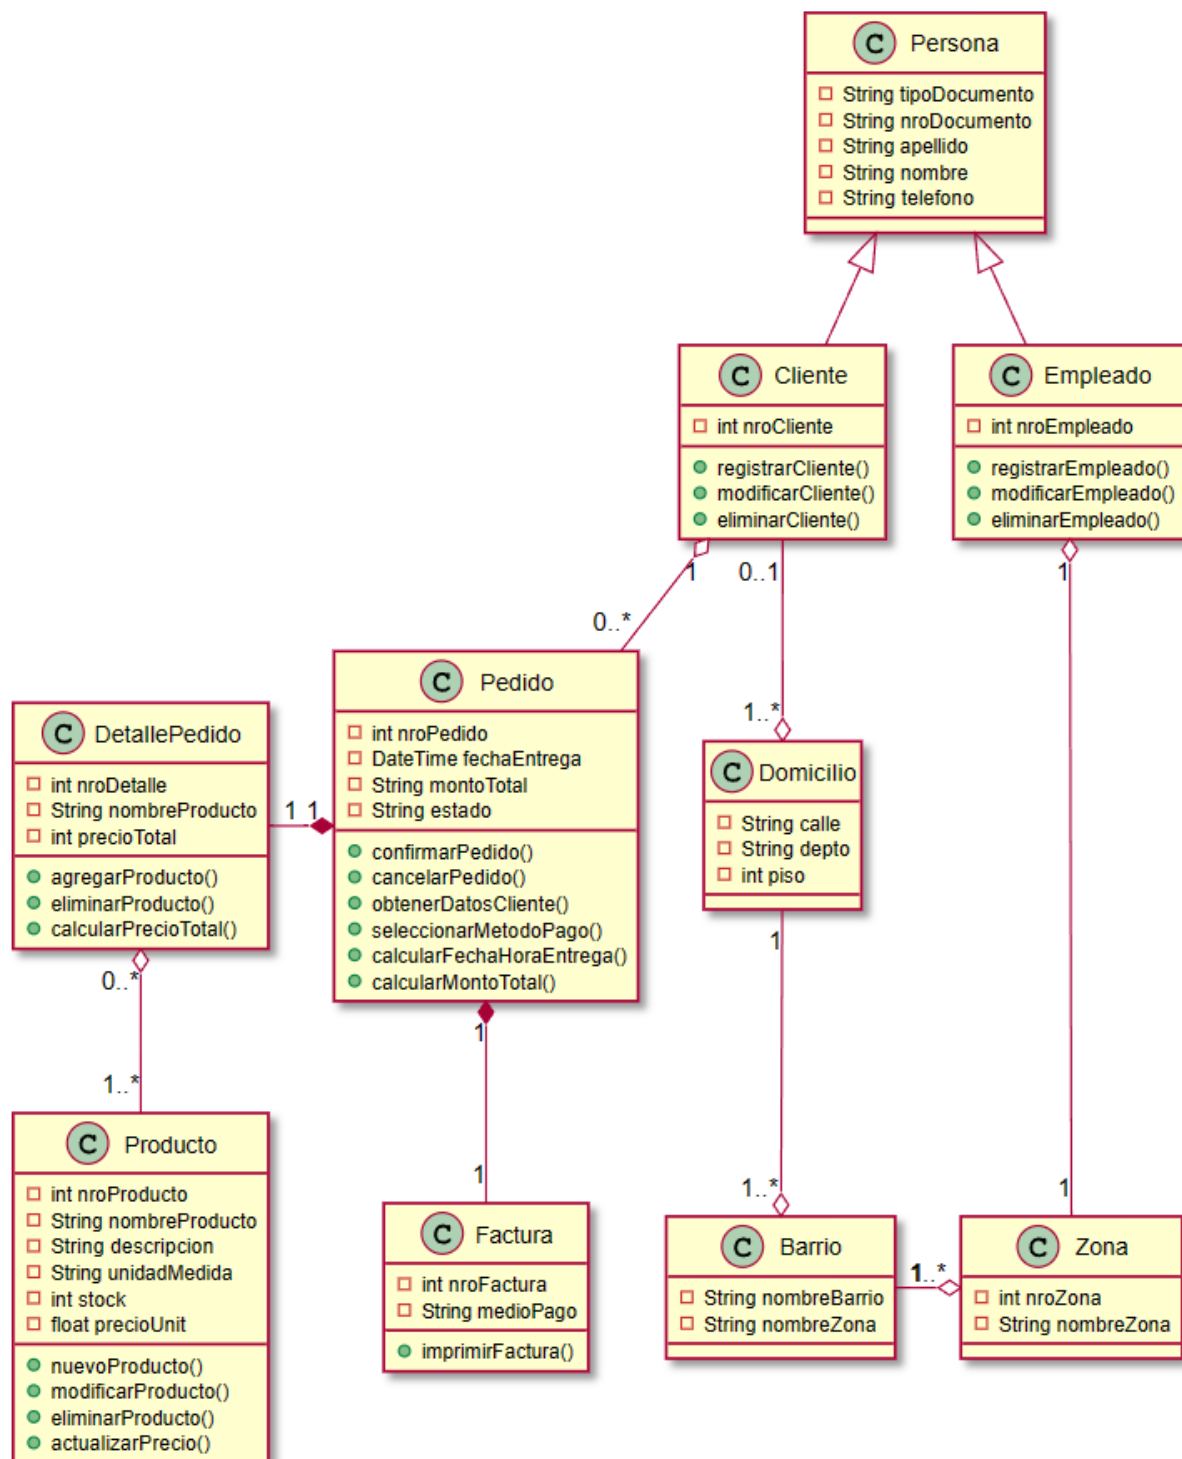 C Persona
String tipoDocumento
String nroDocumento
String apellido
String nombre
String telefono
C Cliente
int nroCliente
registrarCliente()
modificarCliente()
eliminarCliente()
C Empleado
int nroEmpleado
registrarEmpleado()
modificarEmpleado()
eliminarEmpleado()
1
0..1
1
0..*
1..*
C Pedido
int nroPedido
DateTime fechaEntrega
String montoTotal
String estado
confirmarPedido()
cancelarPedido()
obtenerDatosCliente()
seleccionarMetodoPago()
calcularFechaHoraEntrega()
calcularMontoTotal()
C DetallePedido
int nroDetalle
String nombreProducto
int precioTotal
agregarProducto()
eliminarProducto()
calcularPrecioTotal()
1 1
C Domicilio
String calle
String depto
int piso
1
0..*
1
1..*
1
1..*
1
C Producto
int nroProducto
String nombreProducto
String descripcion
String unidadMedida
int stock
float precioUnit
nuevoProducto()
modificarProducto()
eliminarProducto()
actualizarPrecio()
C Factura
int nroFactura
String medioPago
imprimirFactura()
C Barrio
String nombreBarrio
String nombreZona
1..*
C Zona
int nroZona
String nombreZona